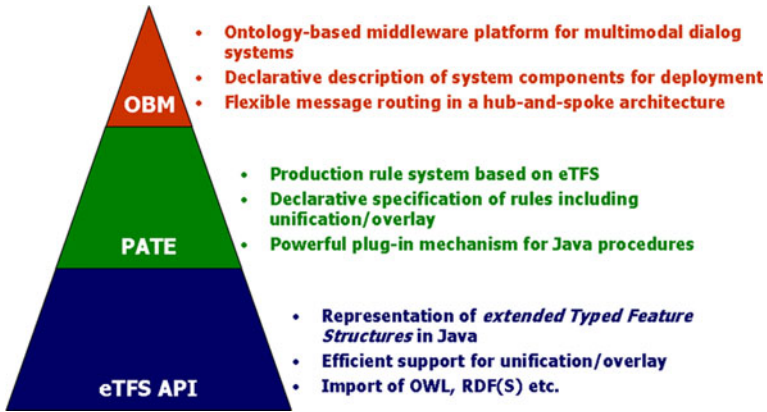 • Ontology-based middleware platform for multimodal dialog
systems
• Declarative description of system components for deployment
• Flexible message routing in a hub-and-spoke architecture
OBM
• Production rule system based on eTFS
• Declarative specification of rules including
unification/overlay
• Powerful plug-in mechanism for Java procedures
PATE
• Representation of extended Typed Feature
Structures in Java
• Efficient support for unification/overlay
• Import of OWL, RDF(S) etc.
eTFS API